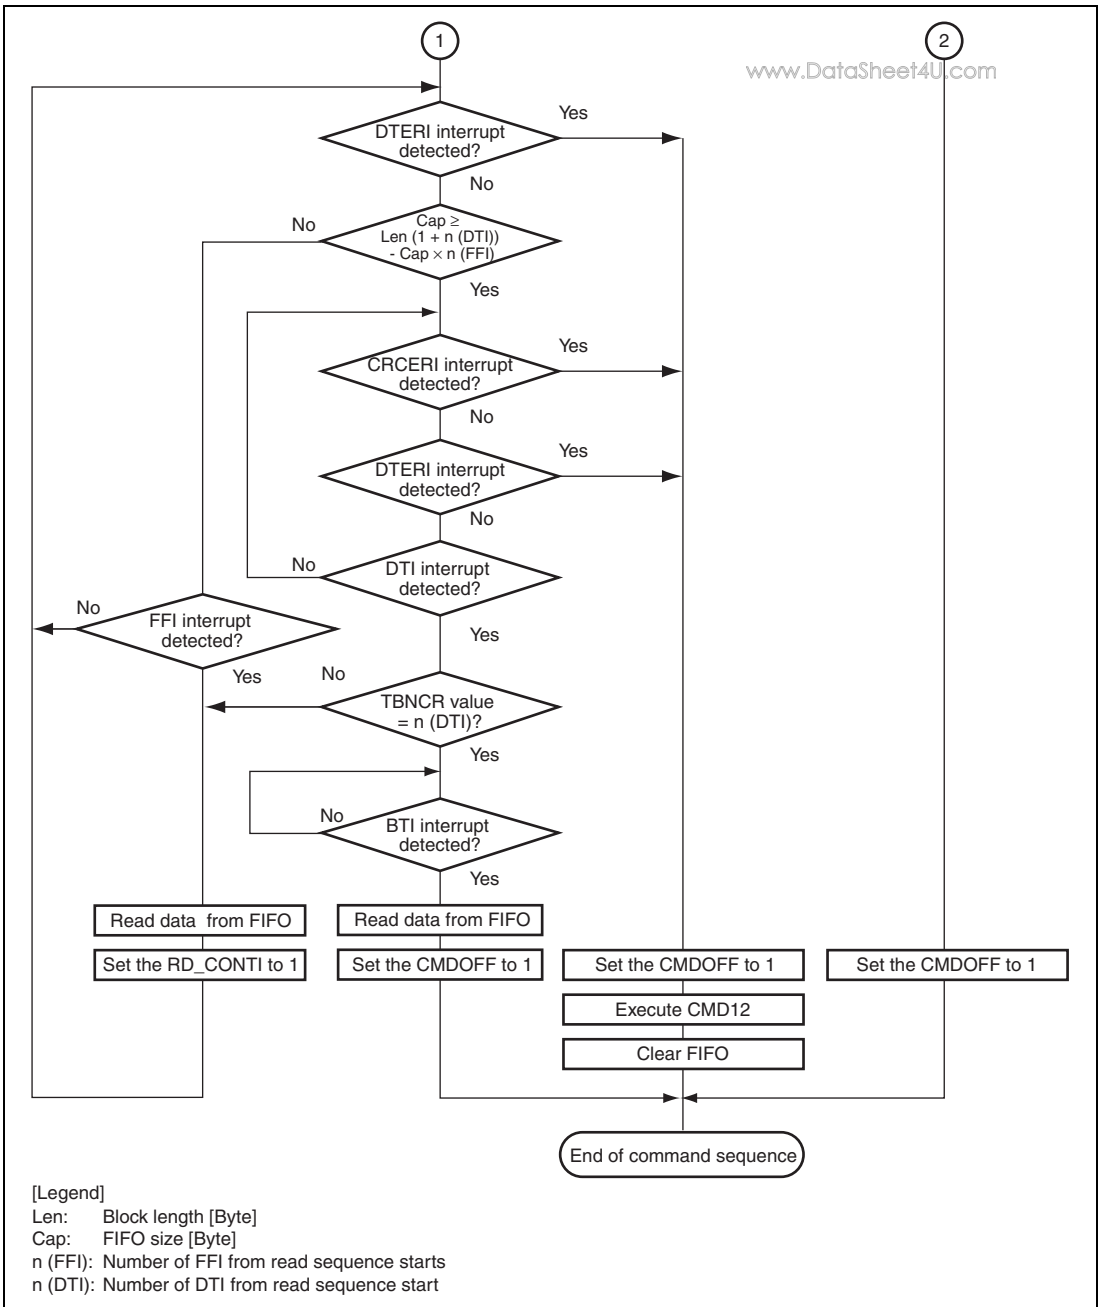 1
2
www.DataSheet4U.com
DTERI interrupt
detected?
Yes
No
Cap ≥
Len (1 + n (DTI))
- Cap × n (FFI)
No
Yes
CRCERI interrupt
detected?
Yes
No
DTERI interrupt
detected?
Yes
No
DTI interrupt
detected?
No
Yes
FFI interrupt
detected?
No
Yes
TBNCR value
= n (DTI)?
No
Yes
BTI interrupt
detected?
No
Yes
Read data from FIFO
Read data from FIFO
Set the RD_CONTI to 1
Set the CMDOFF to 1
Set the CMDOFF to 1
Set the CMDOFF to 1
Execute CMD12
Clear FIFO
End of command sequence
[Legend]
Len: Block length [Byte]
Cap: FIFO size [Byte]
n (FFI): Number of FFI from read sequence starts
n (DTI): Number of DTI from read sequence start